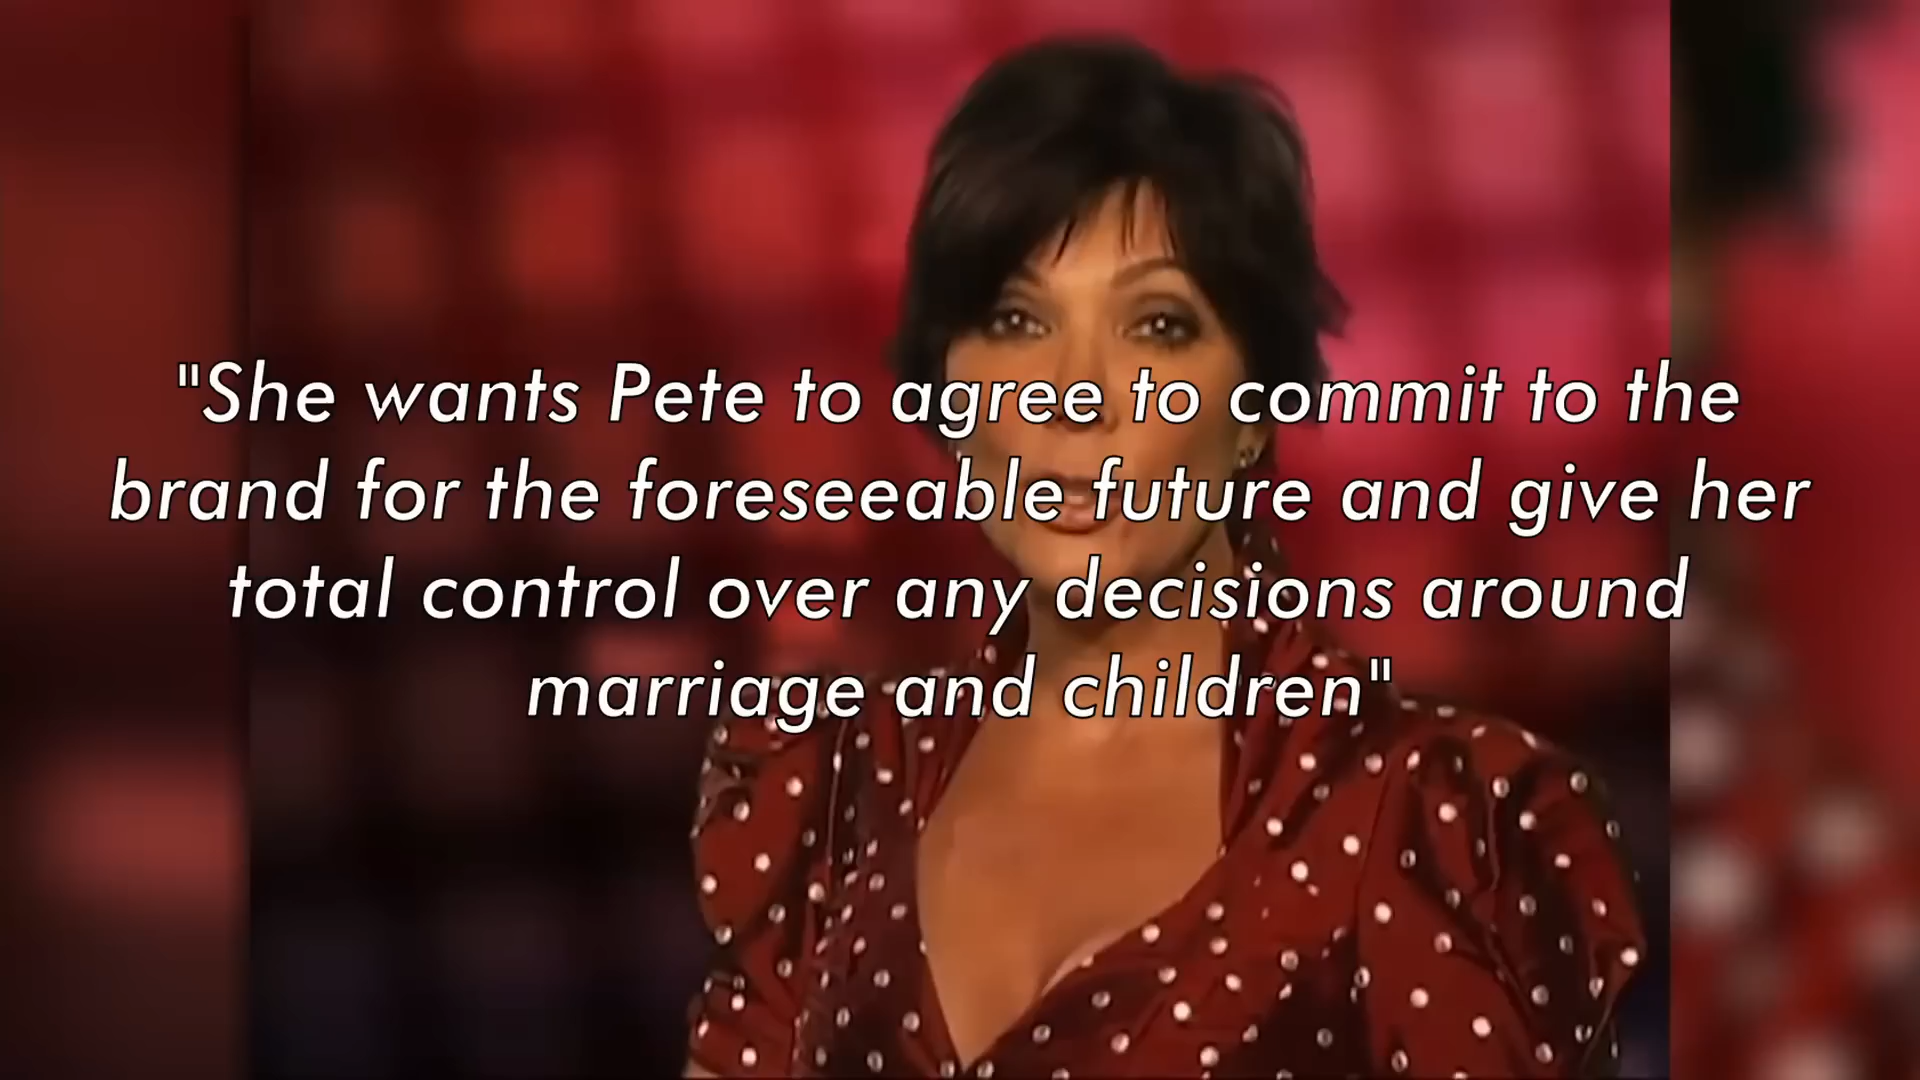 "She wants Pete to agree to commit to the
brand for the foreseeable future and give her
total control over any decisions around
marriage and children"